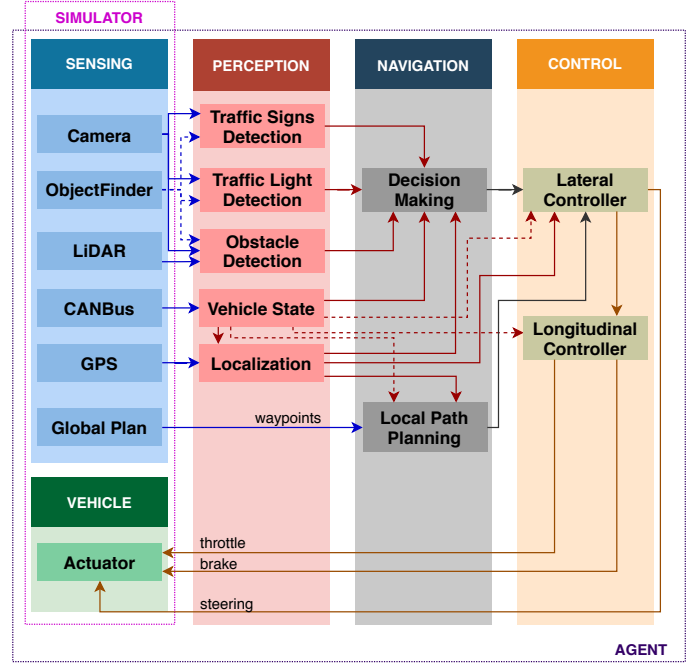 SIMULATOR
SENSING
PERCEPTION
NAVIGATION
CONTROL
Camera
ObjectFinder
LiDAR
CANBus
GPS
Global Plan
Traffic Signs
Detection
Traffic Light
Detection
Obstacle
Detection
Vehicle State
Localization
Decision
Making
Local Path
Planning
Lateral
Controller
Longitudinal
Controller
waypoints
VEHICLE
Actuator
throttle
brake
steering
AGENT